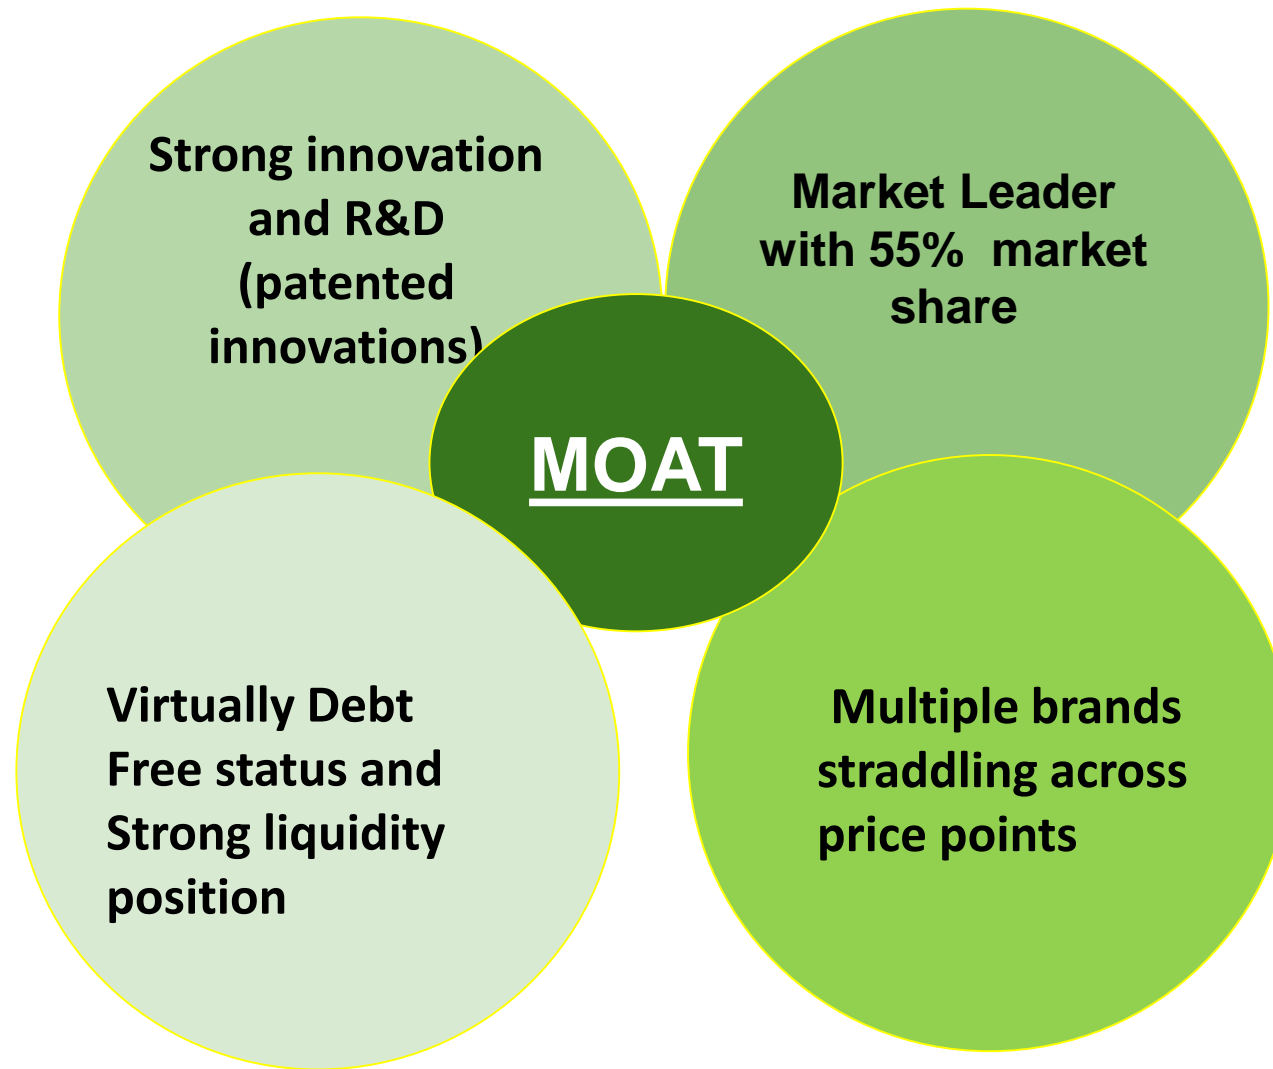 Strong innovation
and R&D
(patented
innovations)
Market Leader
with 55%  market
share
MOAT
Virtually Debt
Free status and
Strong liquidity
position
Multiple brands
straddling across
price points